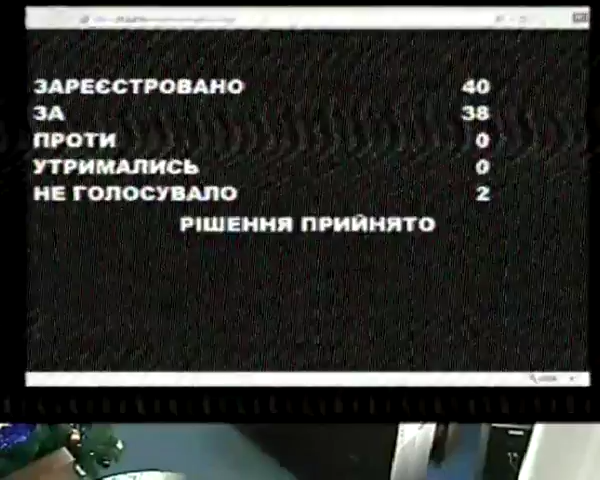 ЗАРЕЄСТРОВАНО 40
ЗА 38
ПРОТИ 0
УТРИМАЛИСЬ 0
НЕ ГОЛОСУВАЛО 2
РІШЕННЯ ПРИЙНЯТО